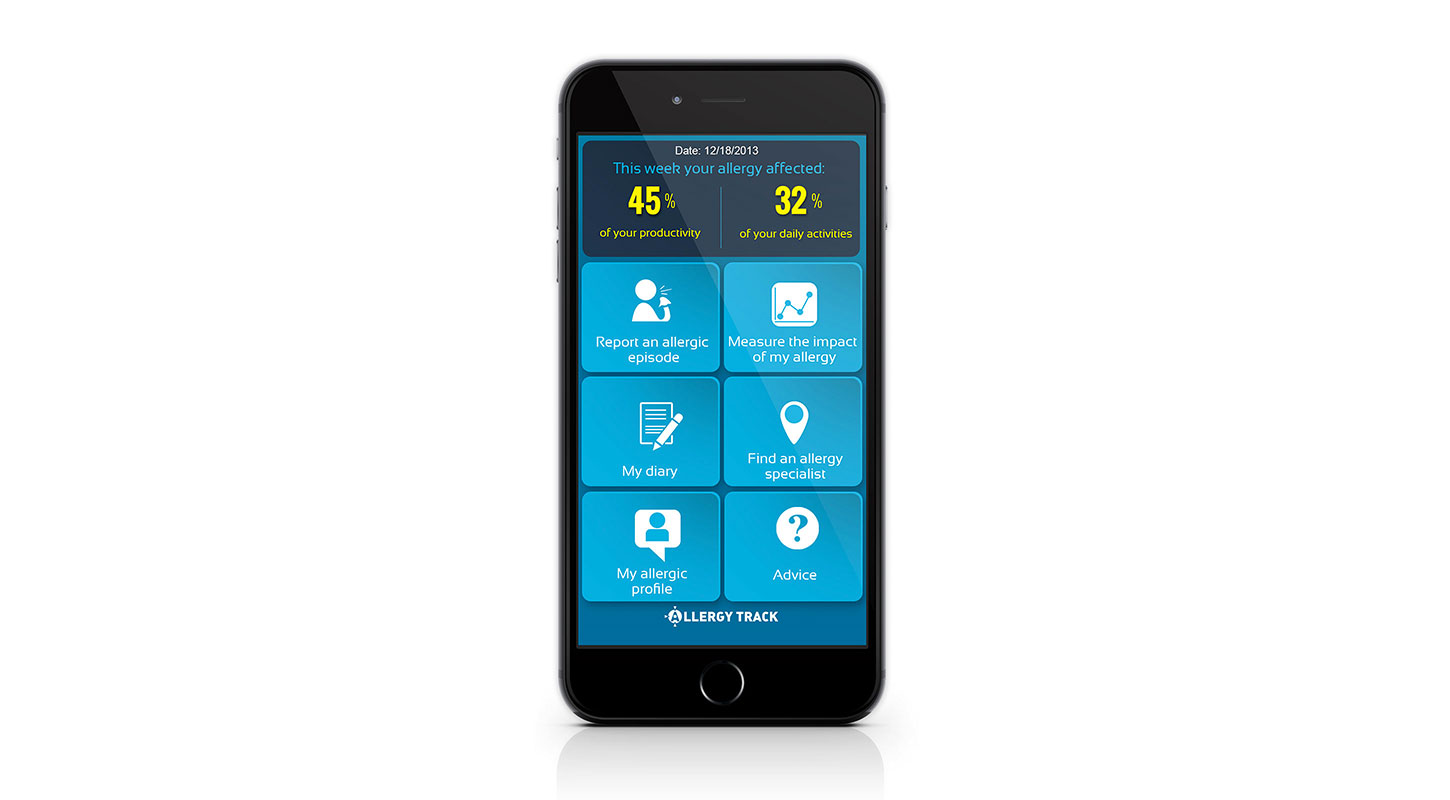 Date: 12/18/2013
This week your allergy affected:
45 %
of your productivity
32 %
of your daily activities
Report an allergic
episode
Measure the impact
of my allergy
My diary
Find an allergy
specialist
My allergic
profile
?
Advice
ALLERGY TRACK